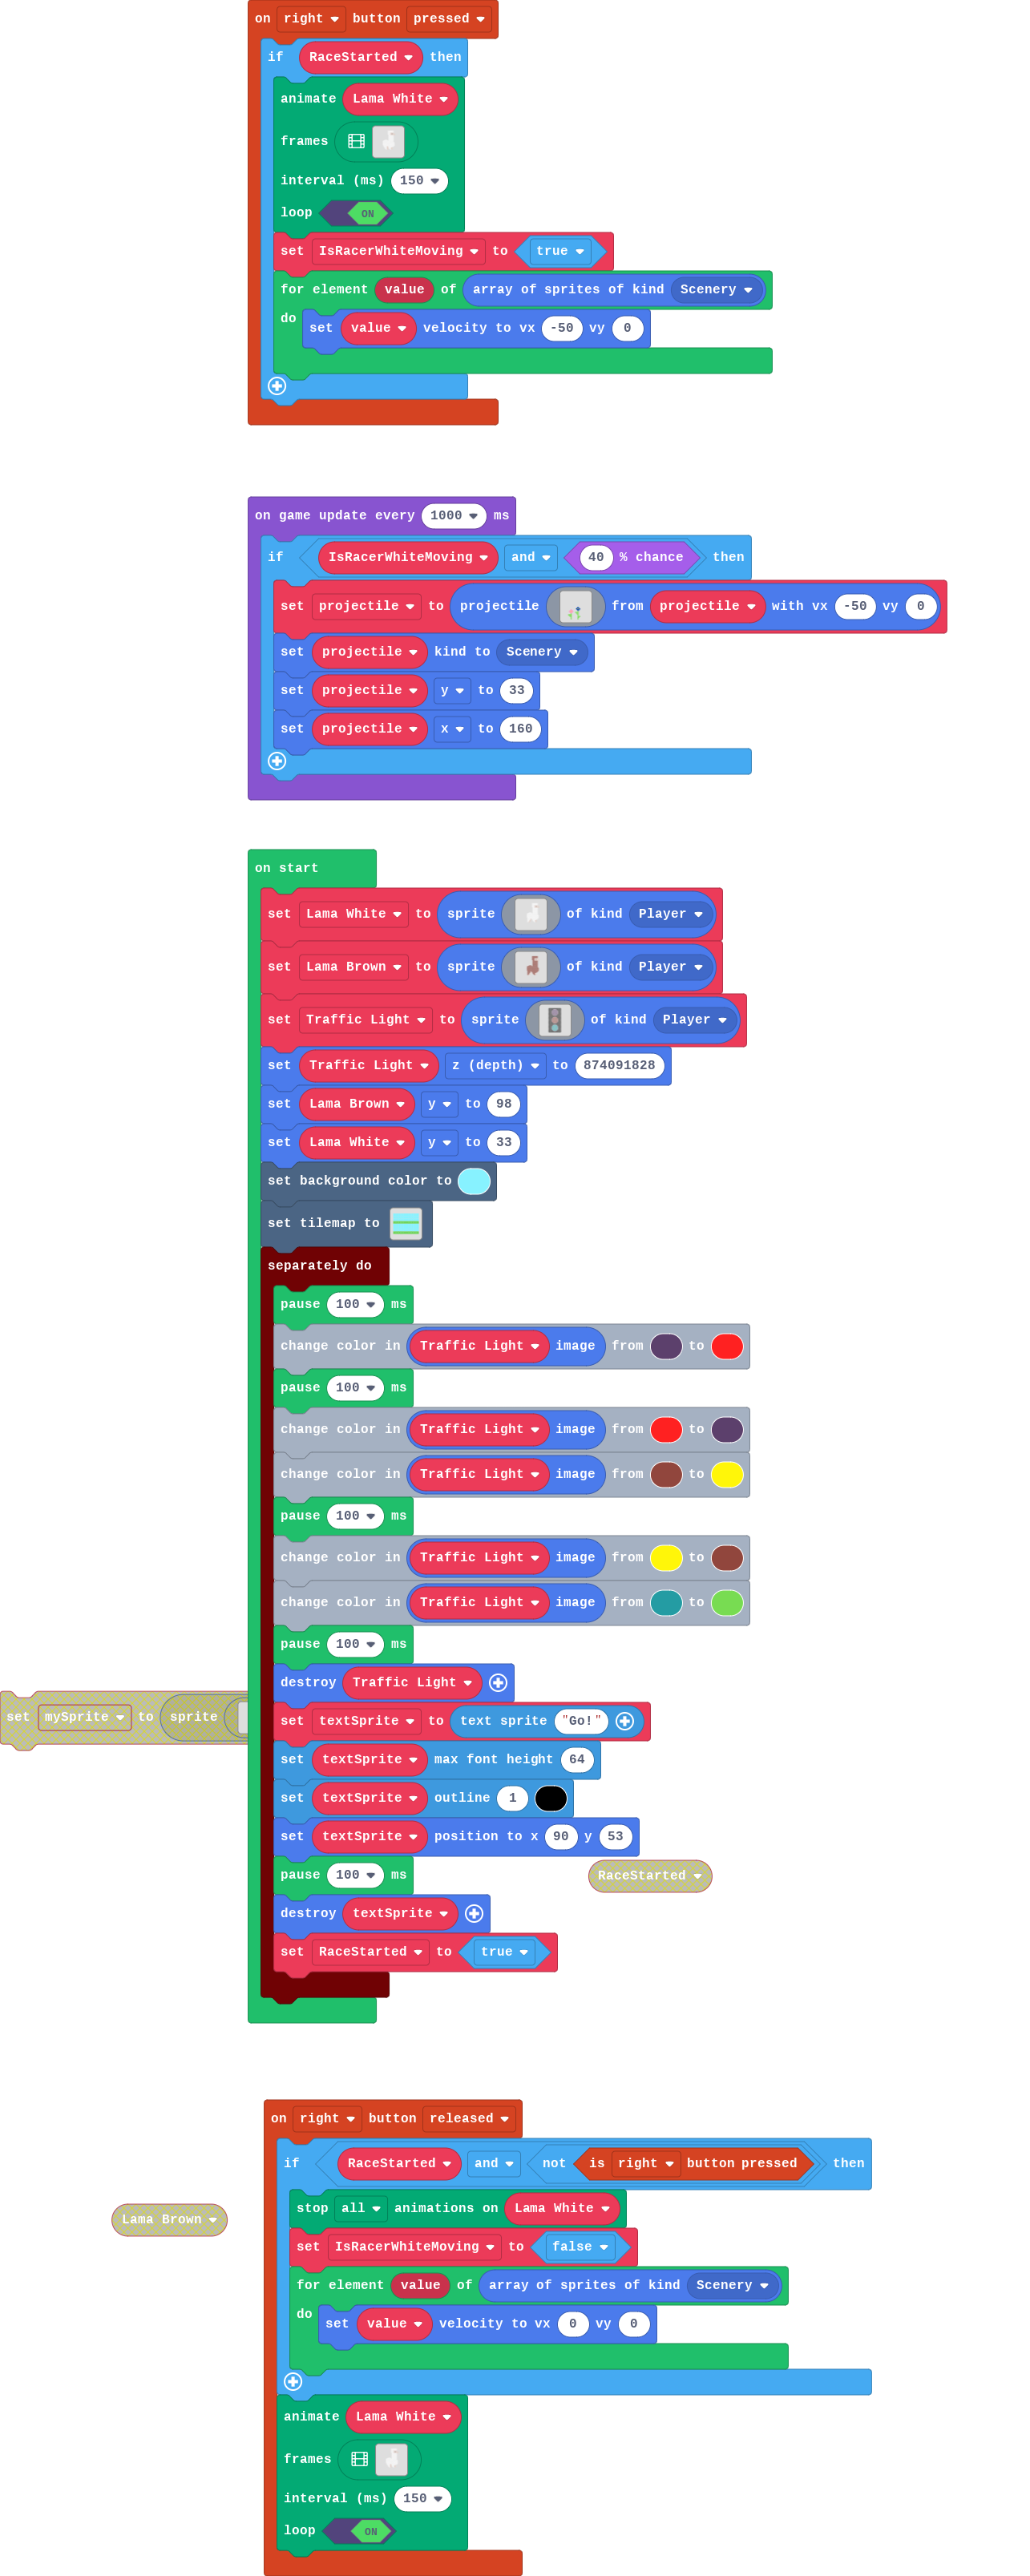 on right button pressed
if RaceStarted then
animate Lama White
frames
interval (ms) 150
loop ON
set IsRacerWhiteMoving to true
for element value of array of sprites of kind Scenery
do set value velocity to vx -50 vy 0
on game update every 1000 ms
if IsRacerWhiteMoving and 40 % chance then
set projectile to projectile from projectile with vx -50 vy 0
set projectile kind to Scenery
set projectile y to 33
set projectile x to 160
on start
set Lama White to sprite of kind Player
set Lama Brown to sprite of kind Player
set Traffic Light to sprite of kind Player
set Traffic Light z (depth) to 874091828
set Lama Brown y to 98
set Lama White y to 33
set background color to
set tilemap to
separately do
pause 100 ms
change color in Traffic Light image from to
pause 100 ms
change color in Traffic Light image from to
change color in Traffic Light image from to
pause 100 ms
change color in Traffic Light image from to
change color in Traffic Light image from to
pause 100 ms
destroy Traffic Light
set mySprite to sprite
set textSprite to text sprite "Go!"
set textSprite max font height 64
set textSprite outline 1
set textSprite position to x 90 y 53
pause 100 ms
RaceStarted
destroy textSprite
set RaceStarted to true
on right button released
if RaceStarted and not is right button pressed then
stop all animations on Lama White
Lama Brown
set IsRacerWhiteMoving to false
for element value of array of sprites of kind Scenery
do set value velocity to vx 0 vy 0
animate Lama White
frames
interval (ms) 150
loop ON